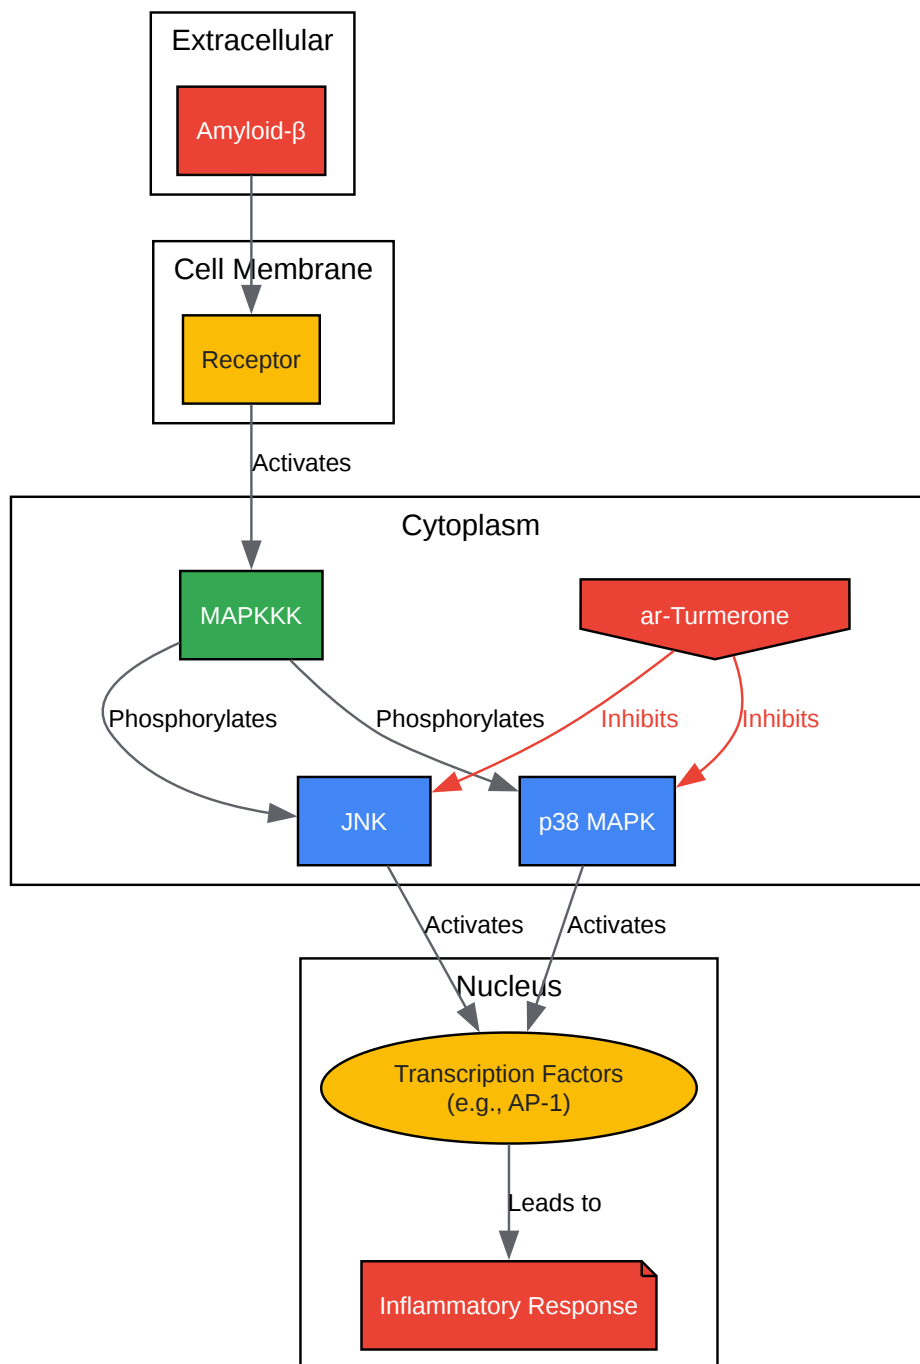 Extracellular
Amyloid-β
Cell Membrane
Receptor
Activates
Cytoplasm
MAPKKK
ar-Turmerone
Phosphorylates
Phosphorylates
Inhibits
Inhibits
JNK
p38 MAPK
Activates
Activates
Nucleus
Transcription Factors
(e.g., AP-1)
Leads to
Inflammatory Response